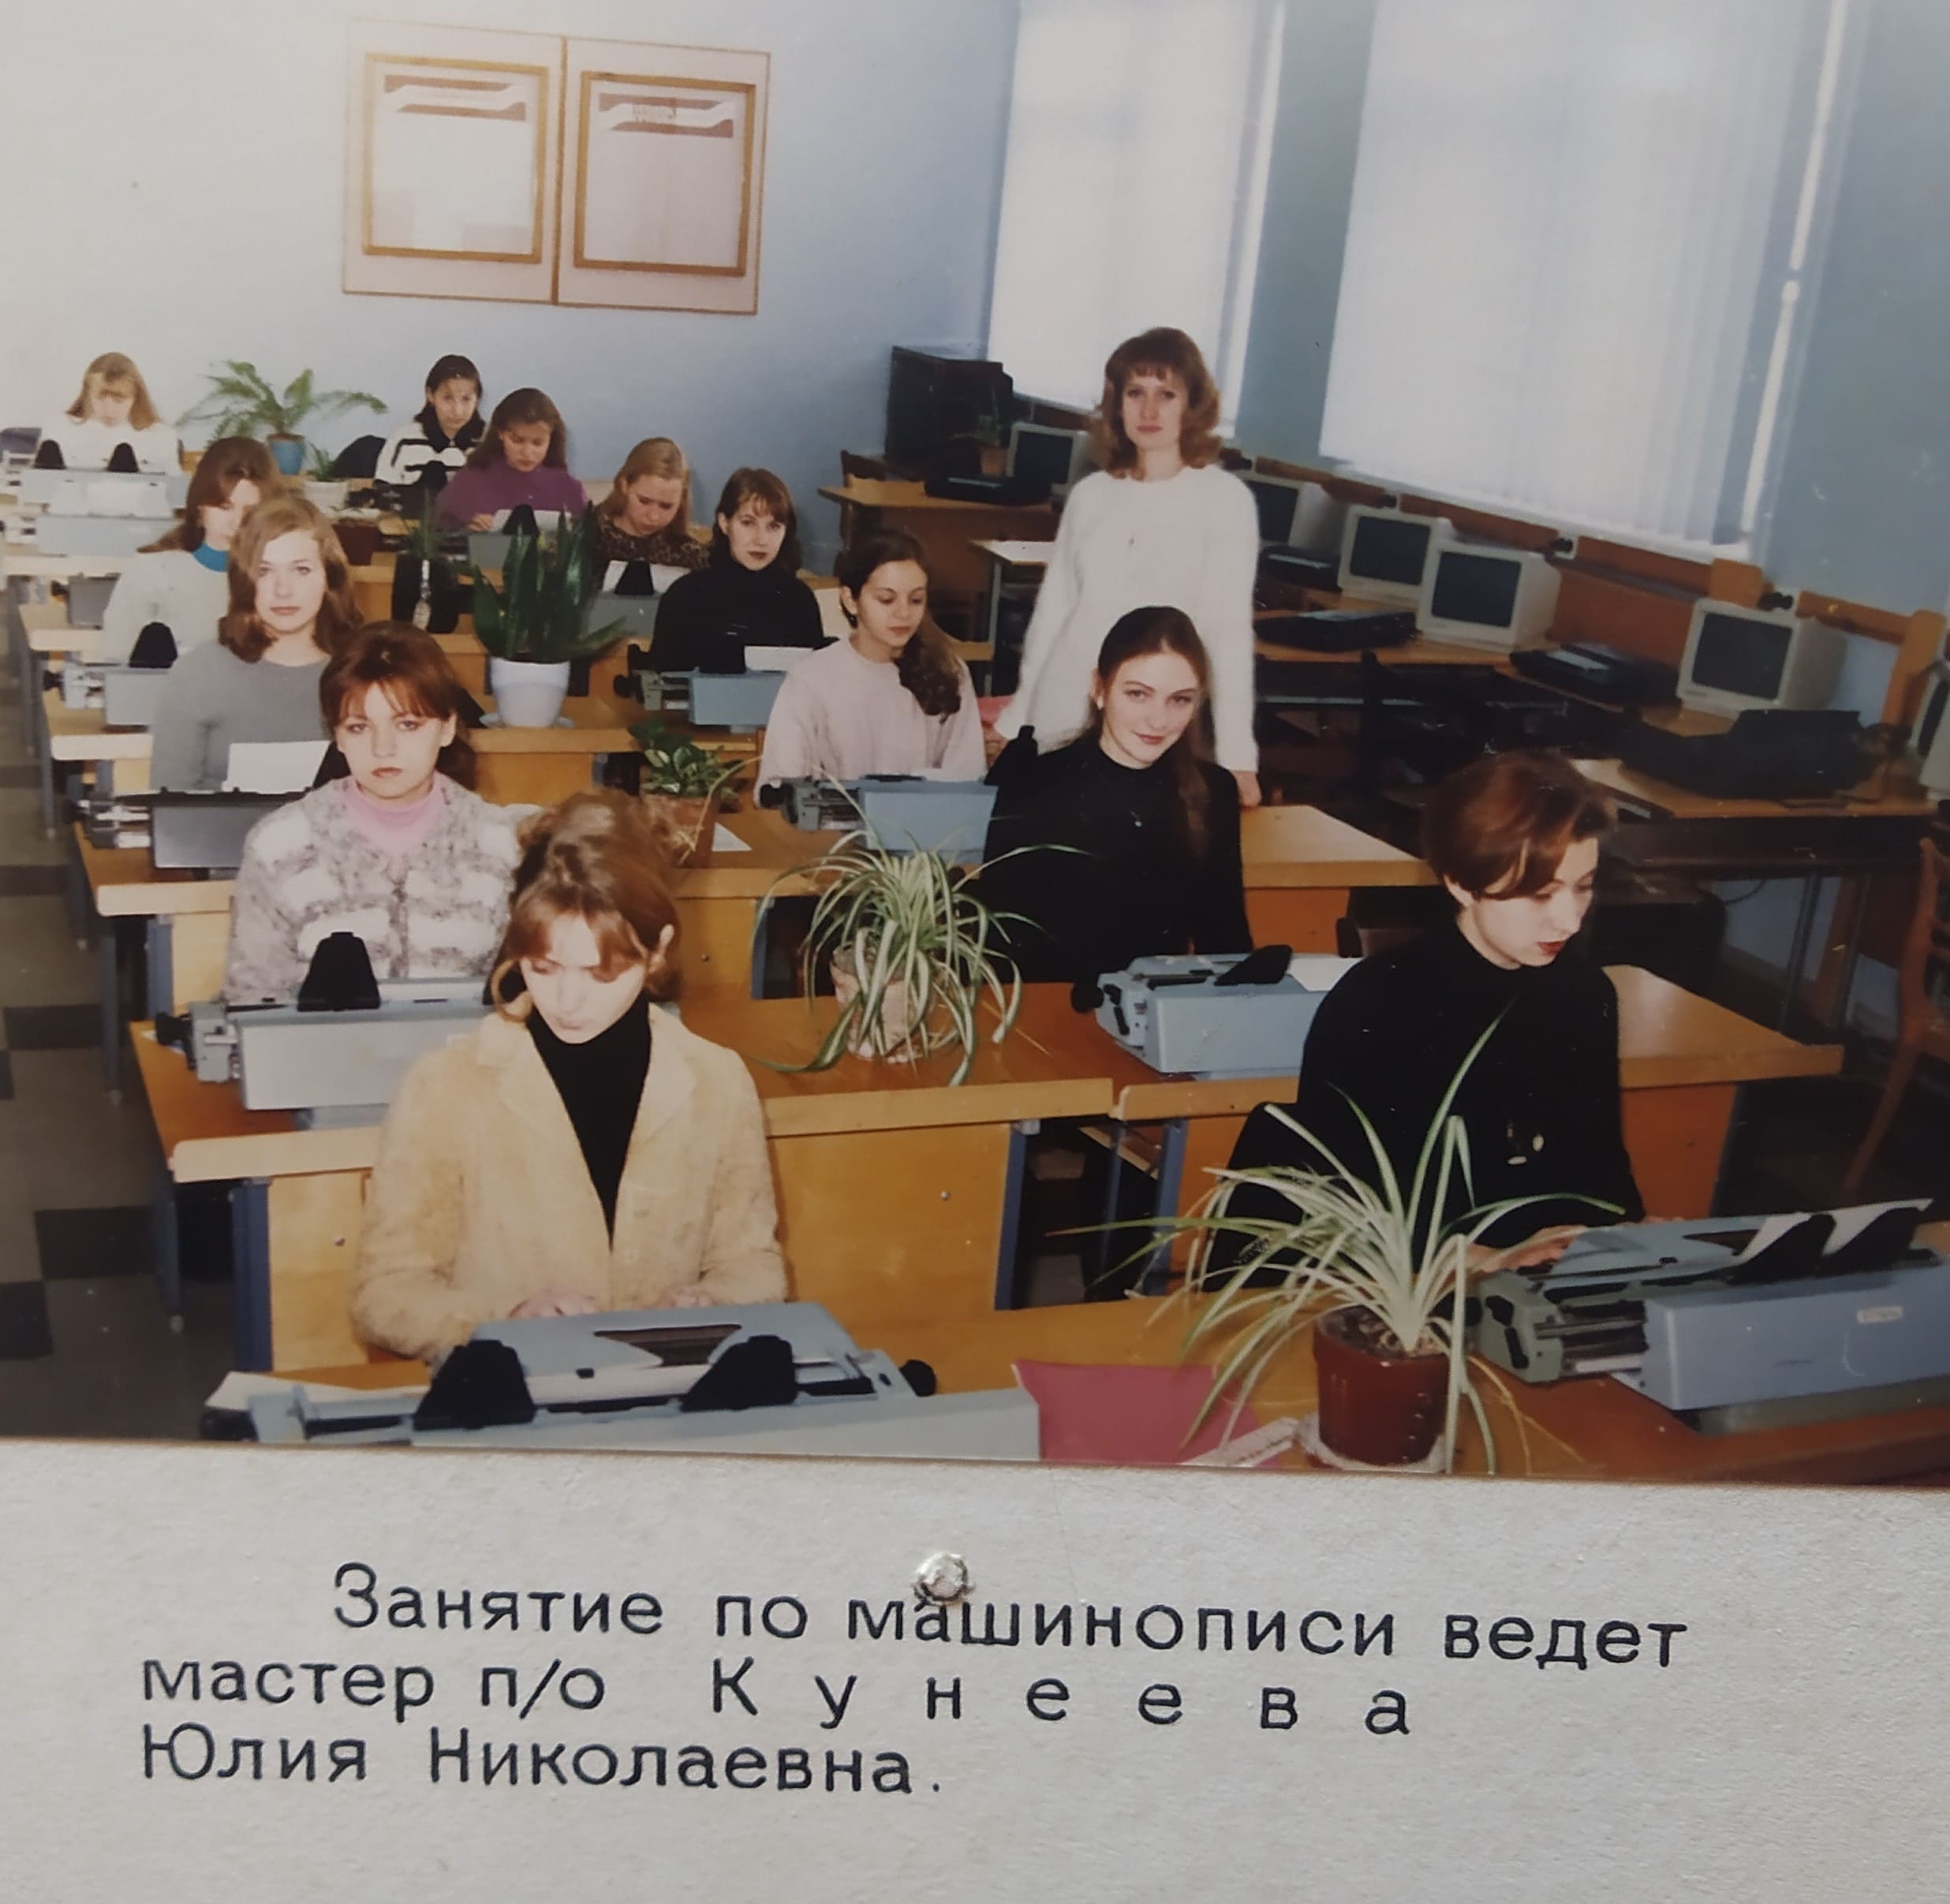 Занятие по машинописи ведет
мастер п/о К у н е е в а
Юлия Николаевна.